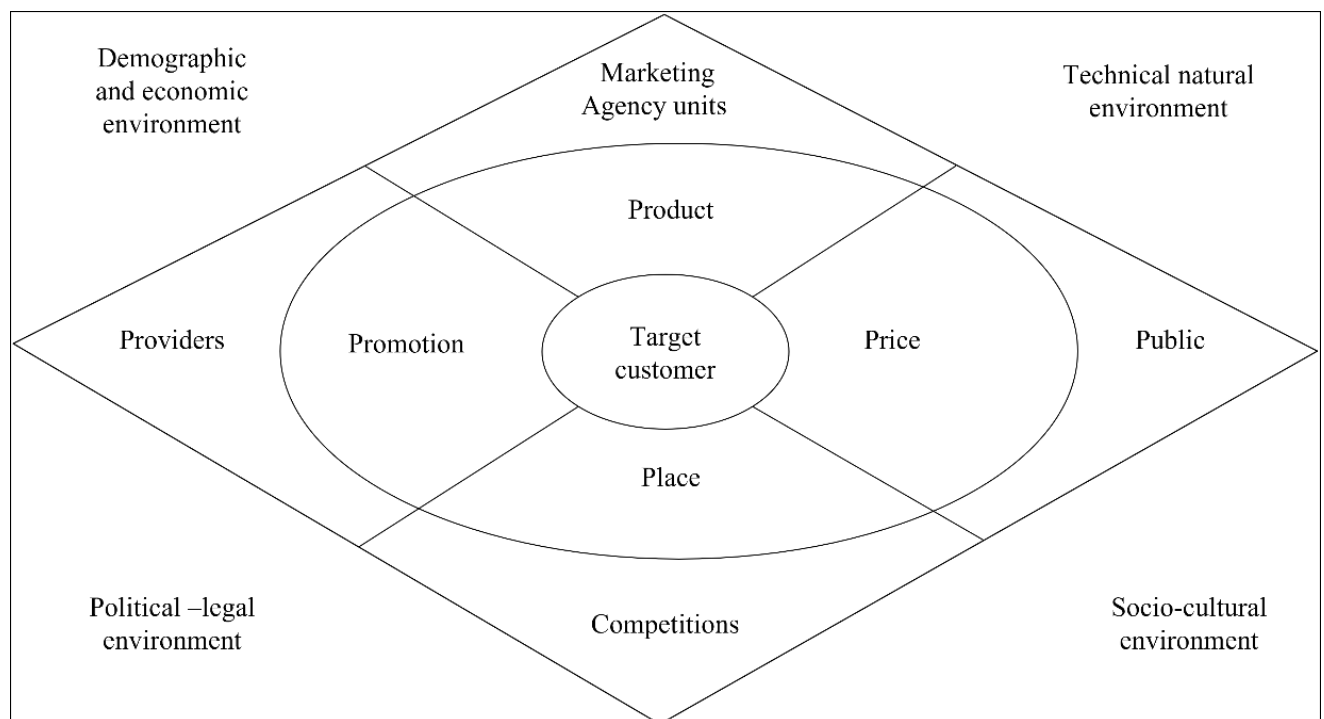 Demographic
and economic
environment
Marketing
Agency units
Technical natural
environment
Product
Providers
Promotion
Target
customer
Price
Public
Place
Political –legal
environment
Competitions
Socio-cultural
environment